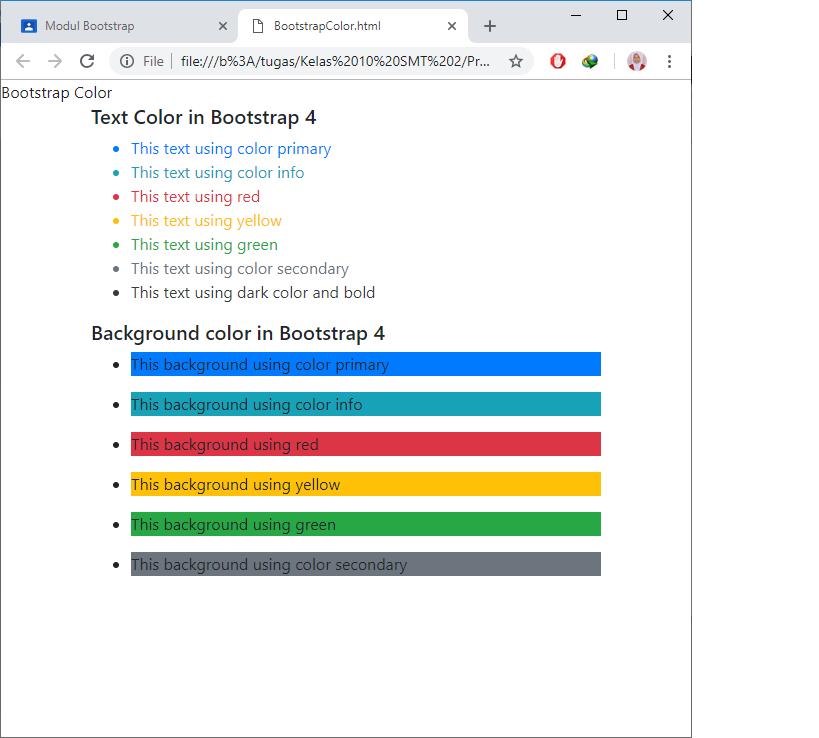 Modul Bootstrap
BootstrapColor.html
File
file:///b%3A/tugas/Kelas%2010%20SMT%202/Pr...
Bootstrap Color
Text Color in Bootstrap 4
This text using color primary
This text using color info
This text using red
This text using yellow
This text using green
This text using color secondary
This text using dark color and bold
Background color in Bootstrap 4
This background using color primary
This background using color info
This background using red
This background using yellow
This background using green
This background using color secondary